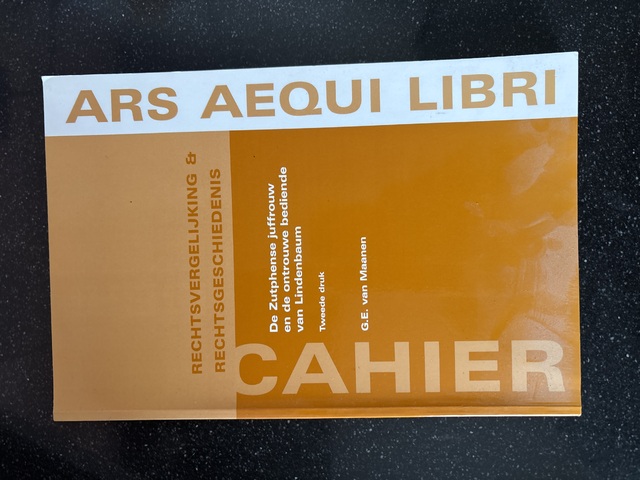 ARS AEQUI LIBRI
RECHTSVERGELIJKING &
RECHTSGESCHIEDENIS
De Zutphense juffrouw
en de ontrouwe bediende
van Lindenbaum
Tweede druk
G.E. van Maanen
CAHIER